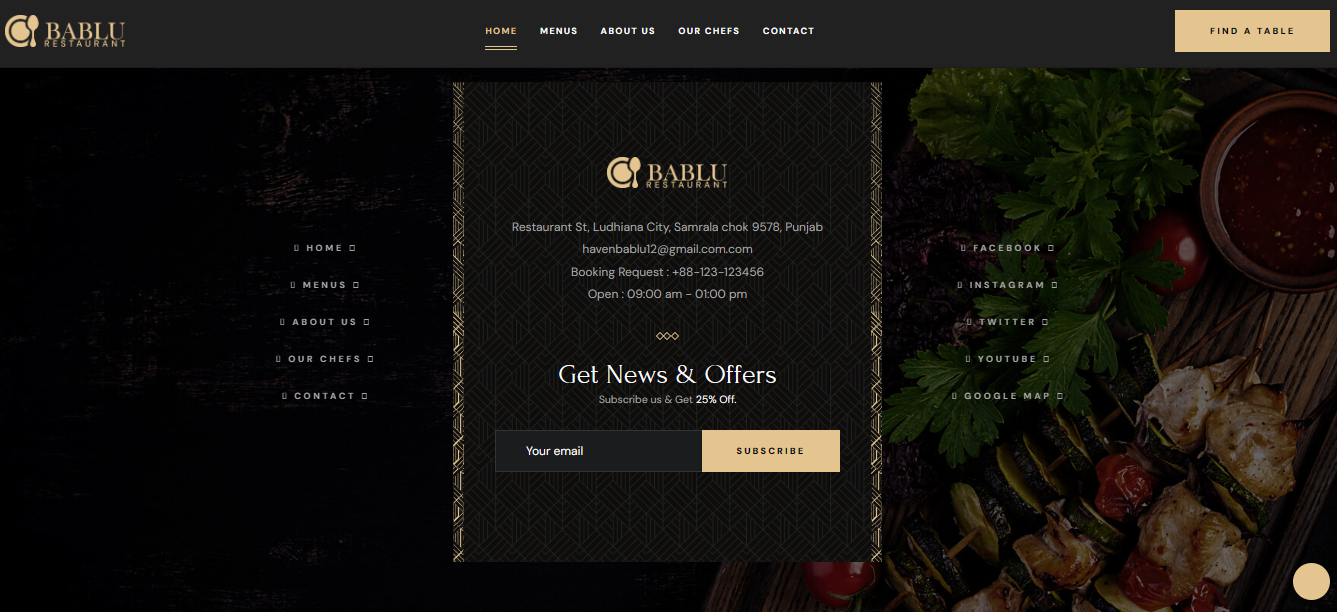 BABLU
RESTAURANT
HOME
MENUS
ABOUT US
OUR CHEFS
CONTACT
FIND A TABLE
HOME
MENUS
ABOUT US
OUR CHEFS
CONTACT
BABLU
RESTAURANT
Restaurant St, Ludhiana City, Samrala chok 9578, Punjab
havenbablu12@gmail.com.com
Booking Request : +88-123-123456
Open : 09:00 am - 01:00 pm
Get News & Offers
Subscribe us & Get 25% Off.
Your email
SUBSCRIBE
FACEBOOK
INSTAGRAM
TWITTER
YOUTUBE
GOOGLE MAP